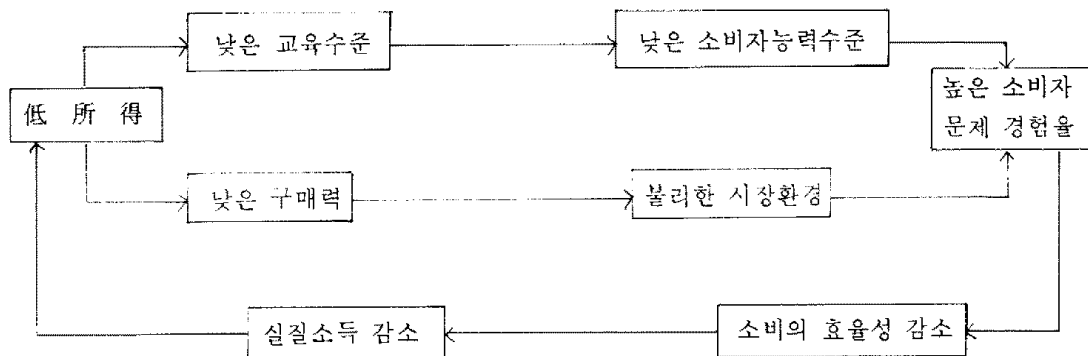 낮은 교육수준
낮은 소비자능력수준
低 所 得
높은 소비자
문제 경험율
낮은 구매력
불리한 시장환경
실질소득 감소
소비의 효율성 감소